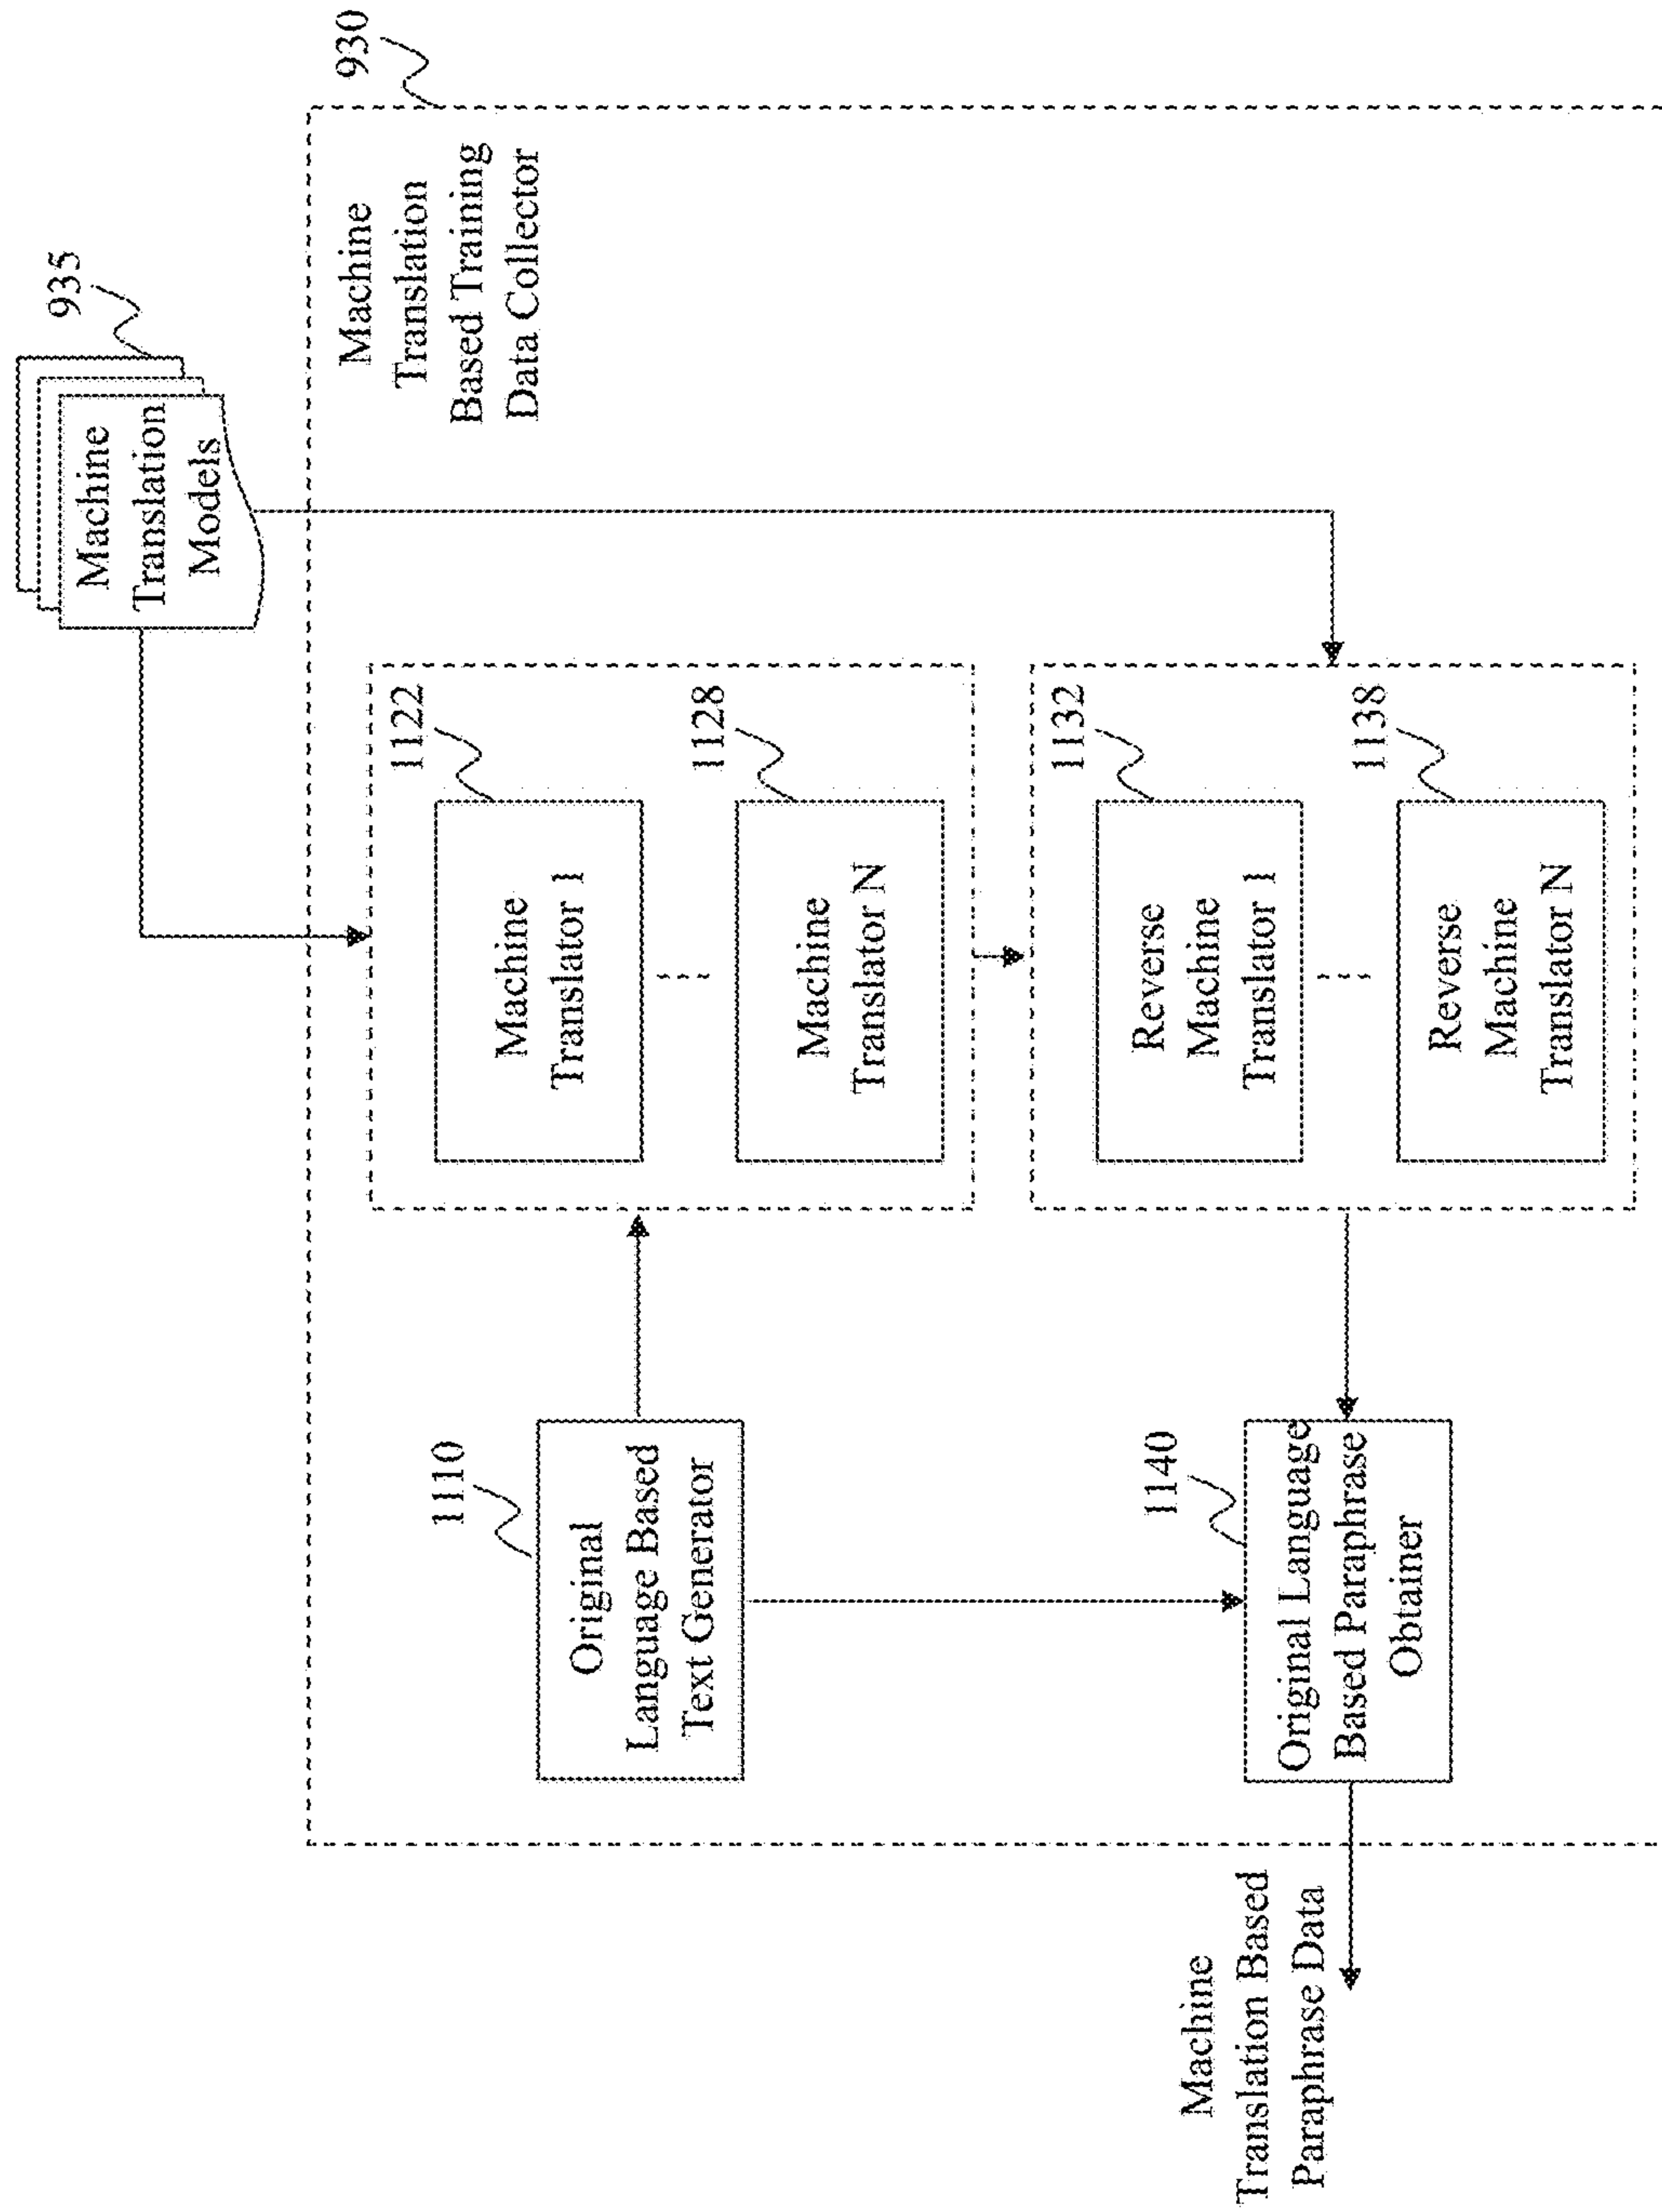 935
Machine
Translation
Models
930
Machine
Translation
Based Training
Data Collector
1110
Original
Language Based
Text Generator
1122
Machine
Translator 1
1128
Machine
Translator N
1132
Reverse
Machine
Translator 1
1138
Reverse
Machine
Translator N
1140
Original Language
Based Paraphrase
Obtainer
Machine
Translation Based
Paraphrase Data